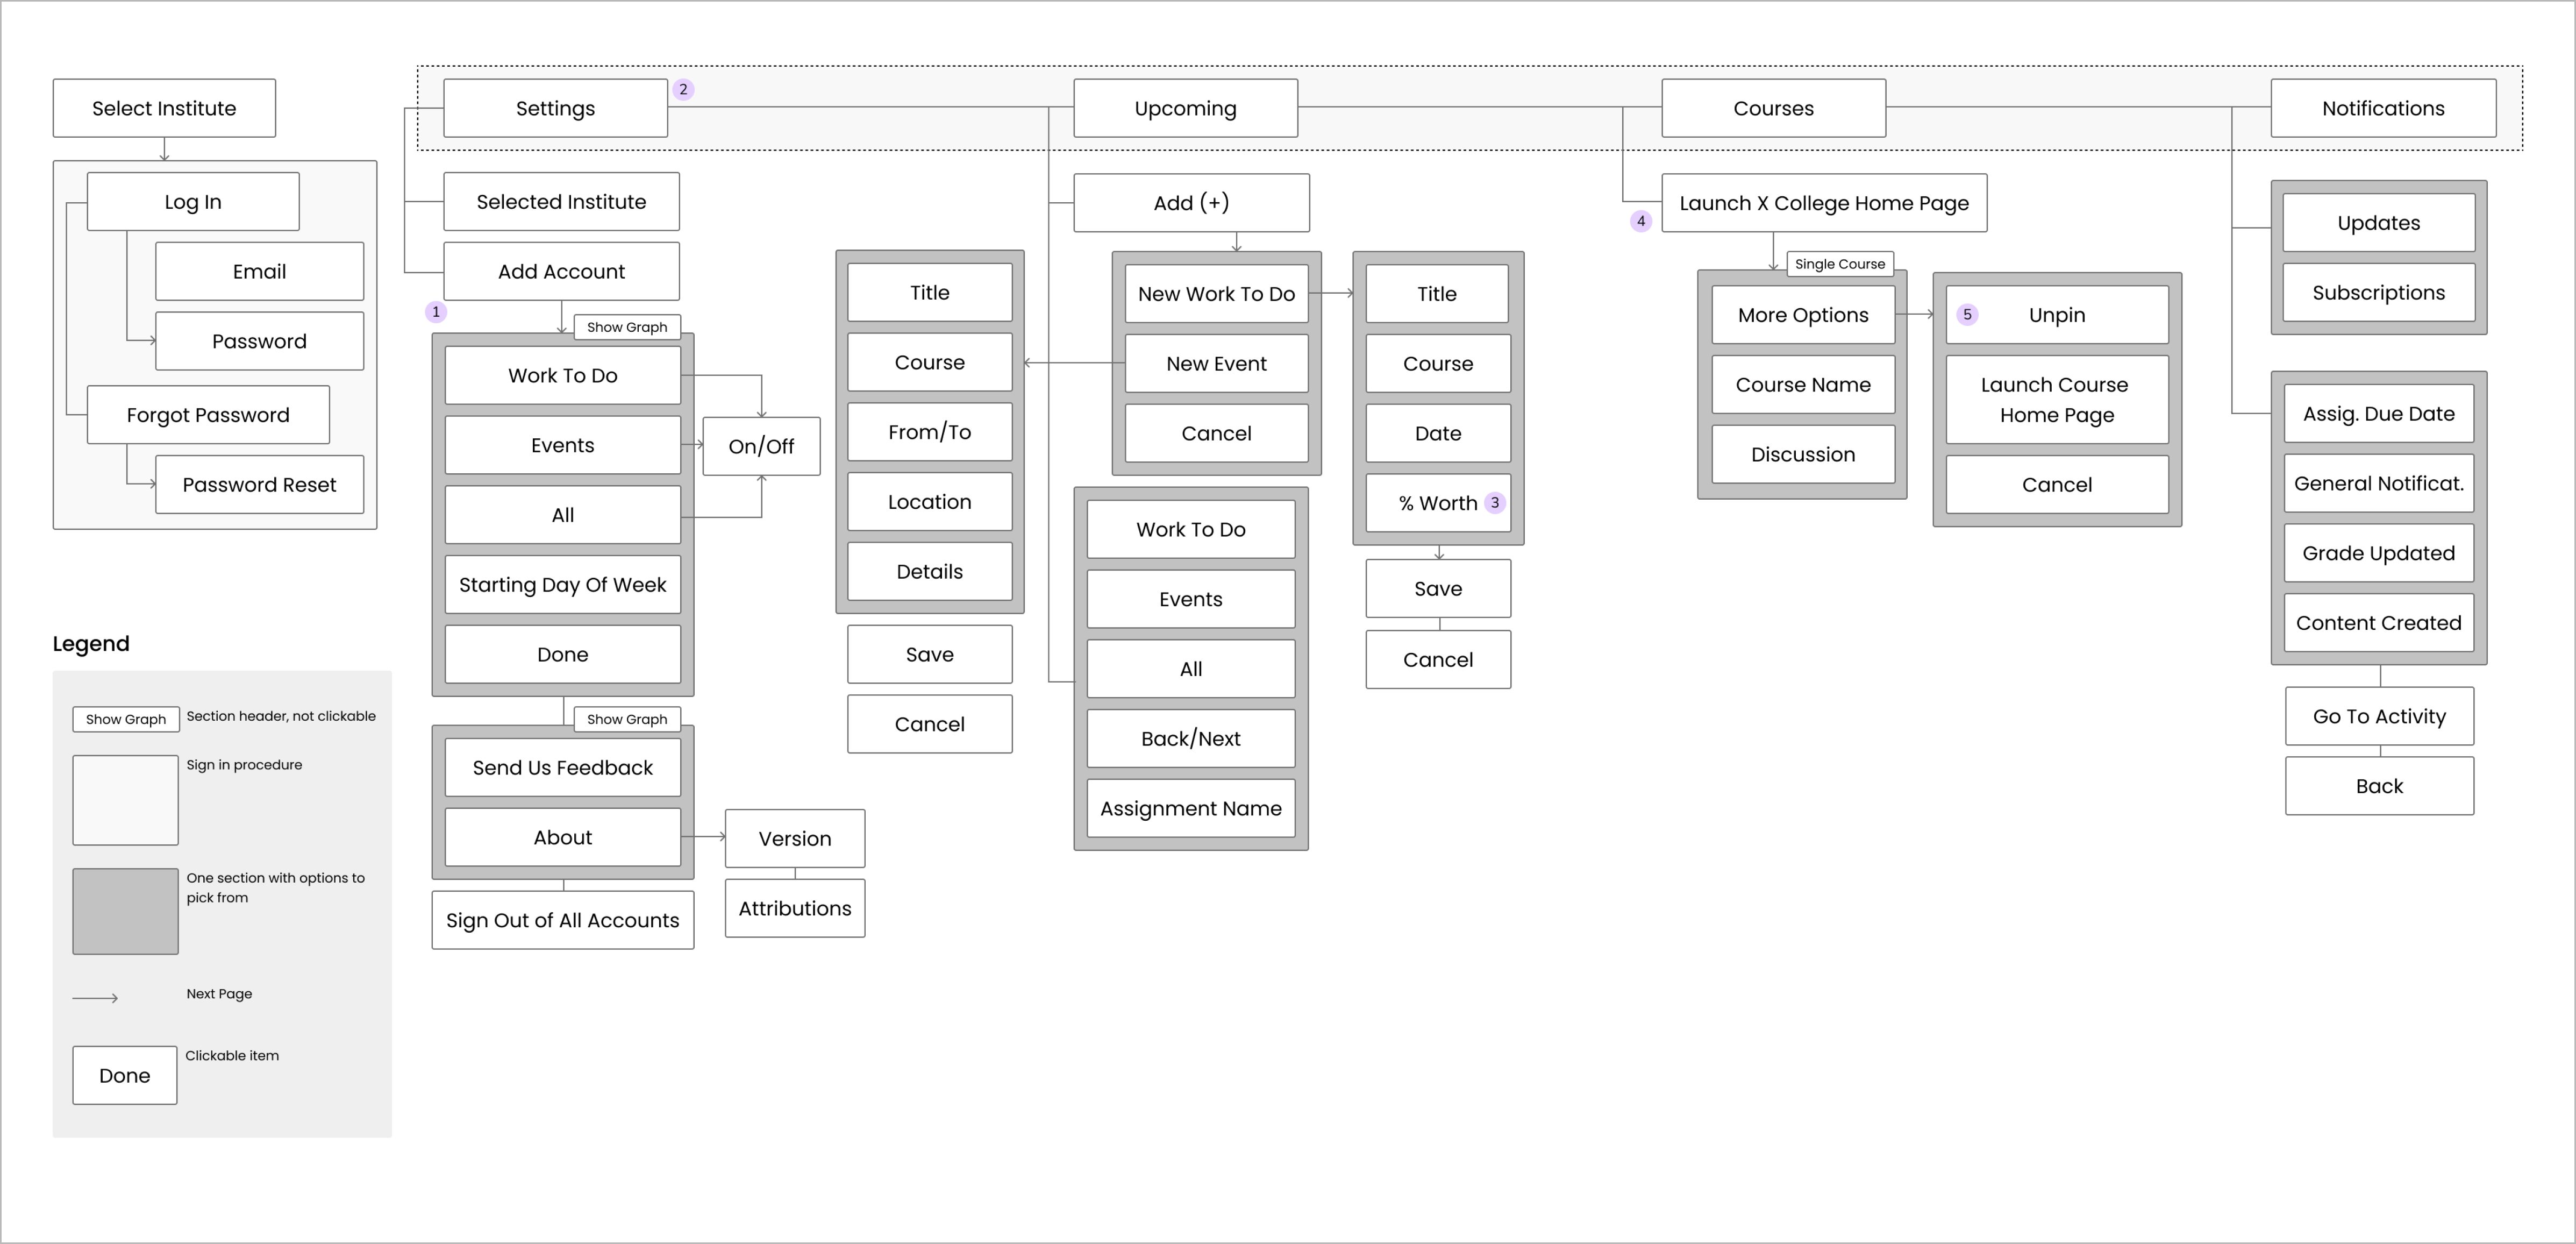 Select Institute
Log In
Email
Password
Forgot Password
Password Reset
Legend
Show Graph
Section header, not clickable
Sign in procedure
One section with options to
pick from
Next Page
Done
Clickable item
Settings
2
Upcoming
Courses
Notifications
Selected Institute
Add Account
1
Show Graph
Work To Do
Events
All
Starting Day Of Week
Done
On/Off
Show Graph
Send Us Feedback
About
Sign Out of All Accounts
Version
Attributions
Title
Course
From/To
Location
Details
Save
Cancel
Add (+)
New Work To Do
New Event
Cancel
Work To Do
Events
All
Back/Next
Assignment Name
Title
Course
Date
% Worth
3
Save
Cancel
Launch X College Home Page
4
Single Course
More Options
Course Name
Discussion
5
Unpin
Launch Course
Home Page
Cancel
Updates
Subscriptions
Assig. Due Date
General Notificat.
Grade Updated
Content Created
Go To Activity
Back